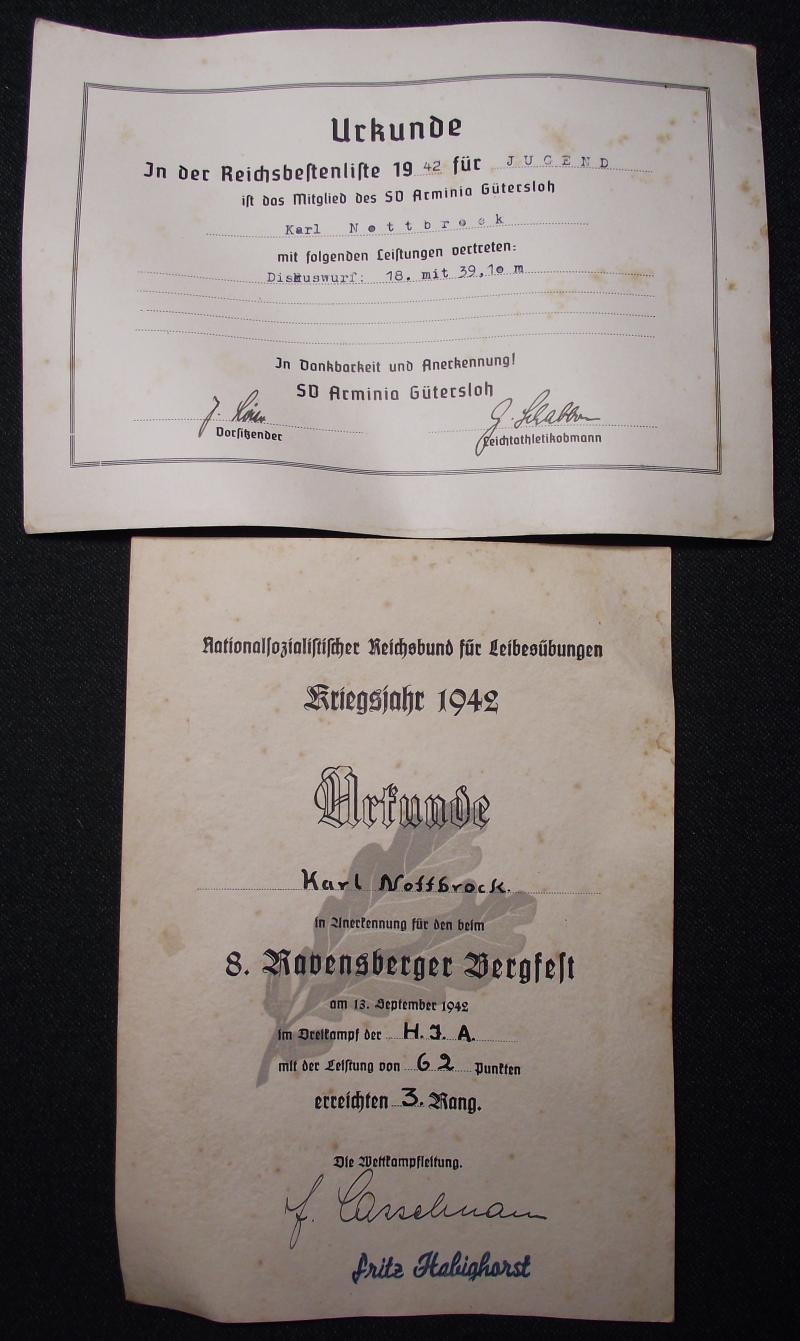 Urkunde
In der Reichsbestenliste 1942 für JUGEND
ist das Mitglied des SV Arminia Gütersloh
Karl Nottbrock
mit folgenden Leistungen vertreten:
Diskuswurf: 18. mit 39,10 m
In Dankbarkeit und Anerkennung!
SV Arminia Gütersloh
J.
G.
Vorsitzender
Leichtathletikobmann
Nationalsozialistischer Reichsbund für Leibesübungen
Kriegsjahr 1942
Urkunde
Karl Nottbrock.
in Anerkennung für den beim
8. Ravensberger Bergfest
am 13. September 1942
im Dreikampf der H.J.A.
mit der Leistung von 62 Punkten
erreichten 3. Rang.
Die Wettkampfleitung.
f. Casselmann
Fritz Habighorst